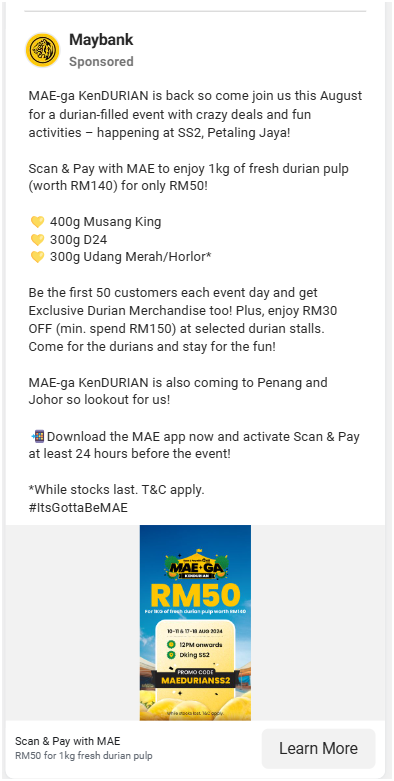 Maybank
Sponsored
MAE-ga KenDURIAN is back so come join us this August
for a durian-filled event with crazy deals and fun
activities – happening at SS2, Petaling Jaya!
Scan & Pay with MAE to enjoy 1kg of fresh durian pulp
(worth RM140) for only RM50!
💛 400g Musang King
💛 300g D24
💛 300g Udang Merah/Horlor*
Be the first 50 customers each event day and get
Exclusive Durian Merchandise too! Plus, enjoy RM30
OFF (min. spend RM150) at selected durian stalls.
Come for the durians and stay for the fun!
MAE-ga KenDURIAN is also coming to Penang and
Johor so lookout for us!
📲Download the MAE app now and activate Scan & Pay
at least 24 hours before the event!
*While stocks last. T&C apply.
#ItsGottaBeMAE
MAE-GA
KENDURIAN
RM50
For 1KG of fresh durian pulp worth RM140
10-11 & 17-18 AUG 2024
12PM onwards
Dking SS2
PROMO CODE
MAEDURIANSS2
While stocks last. T&C apply.
Scan & Pay with MAE
RM50 for 1kg fresh durian pulp
Learn More